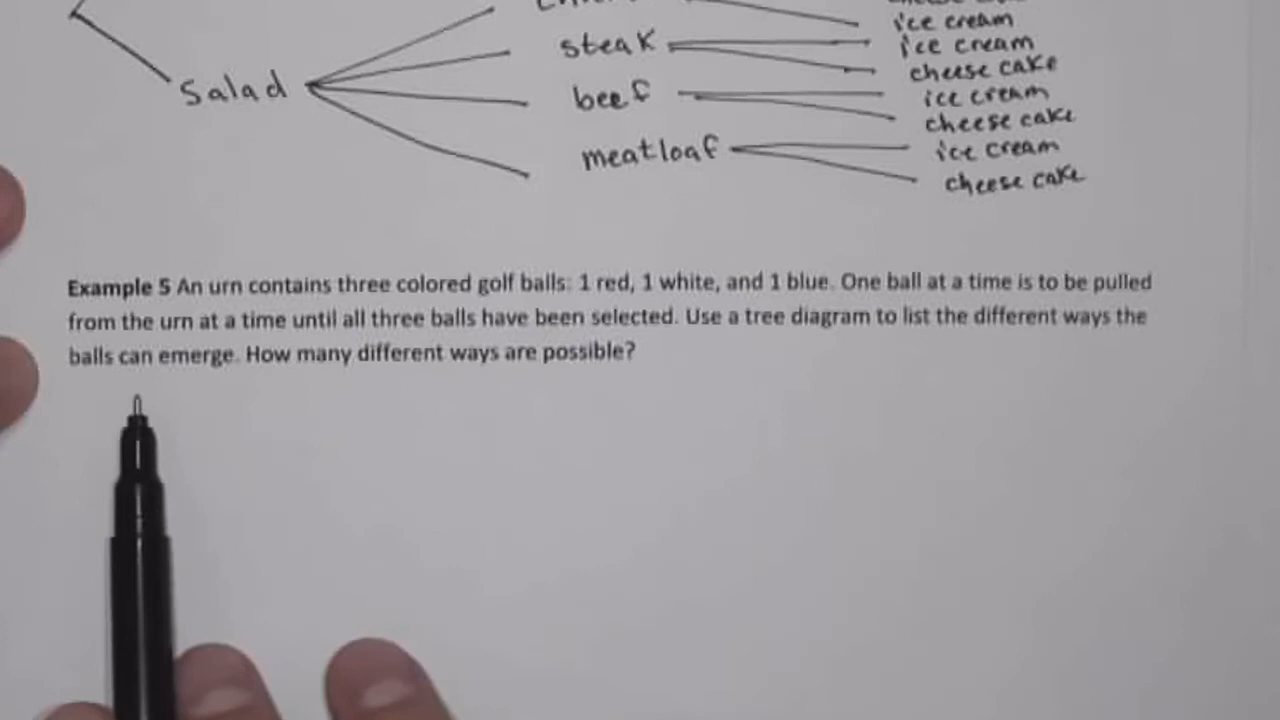 ice cream
steak ice cream
cheese cake
Salad beef ice cream
cheese cake
meatloaf ice cream
cheese cake
Example 5 An urn contains three colored golf balls: 1 red, 1 white, and 1 blue. One ball at a time is to be pulled
from the urn at a time until all three balls have been selected. Use a tree diagram to list the different ways the
balls can emerge. How many different ways are possible?